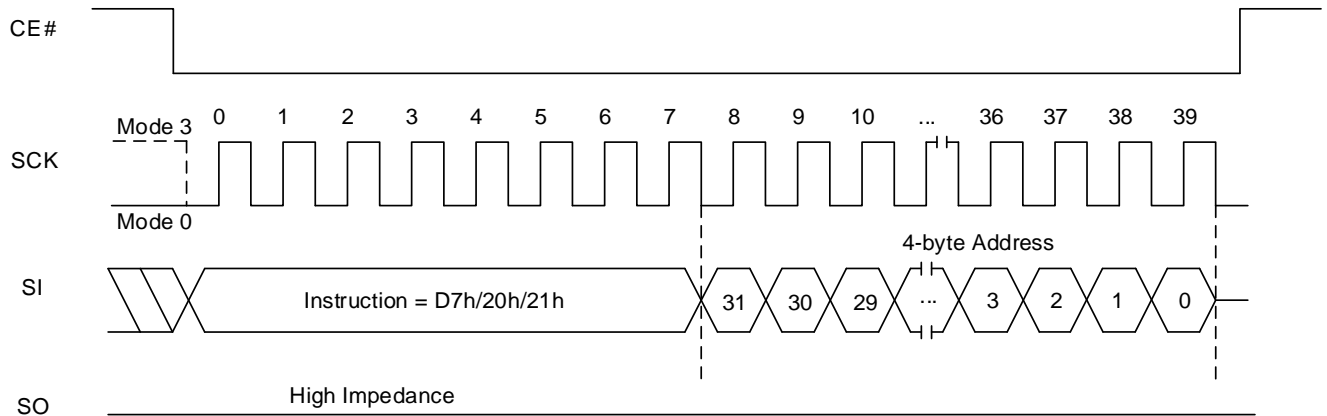 CE#
0 1 2 3 4 5 6 7 8 9 10 ... 36 37 38 39
Mode 3
SCK
Mode 0
4-byte Address
SI
Instruction = D7h/20h/21h 31 30 29 ... 3 2 1 0
High Impedance
SO